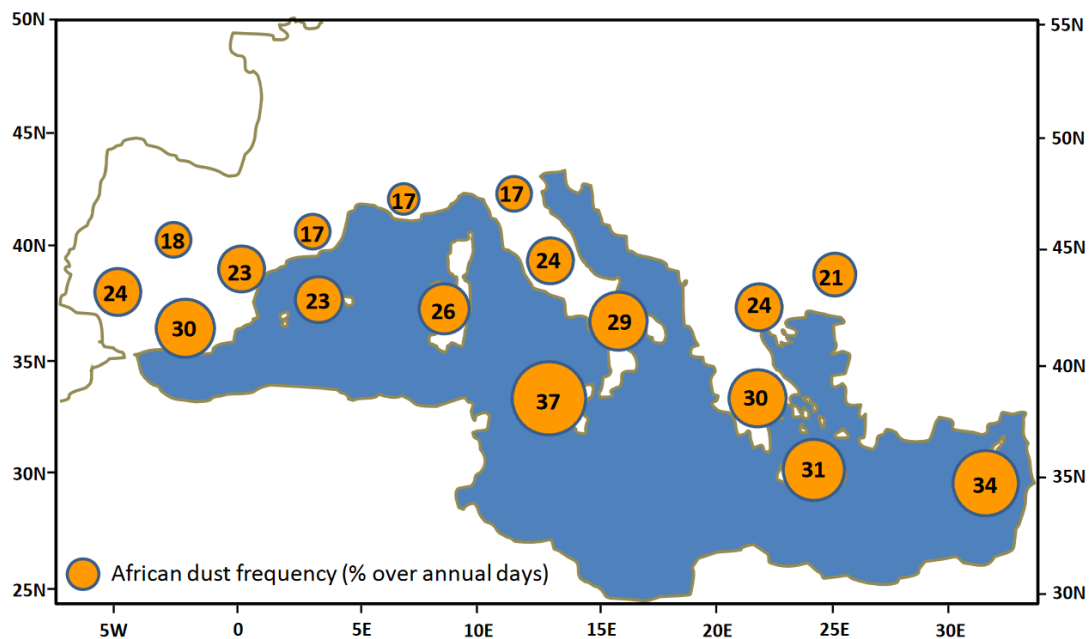 50N
55N
45N
50N
17
17
17
18
40N
45N
23
24
21
24
23
26
24
30
29
35N
40N
37
30
31
34
30N
35N
African dust frequency (% over annual days)
25N
30N
5W 0 5E 10E 15E 20E 25E 30E